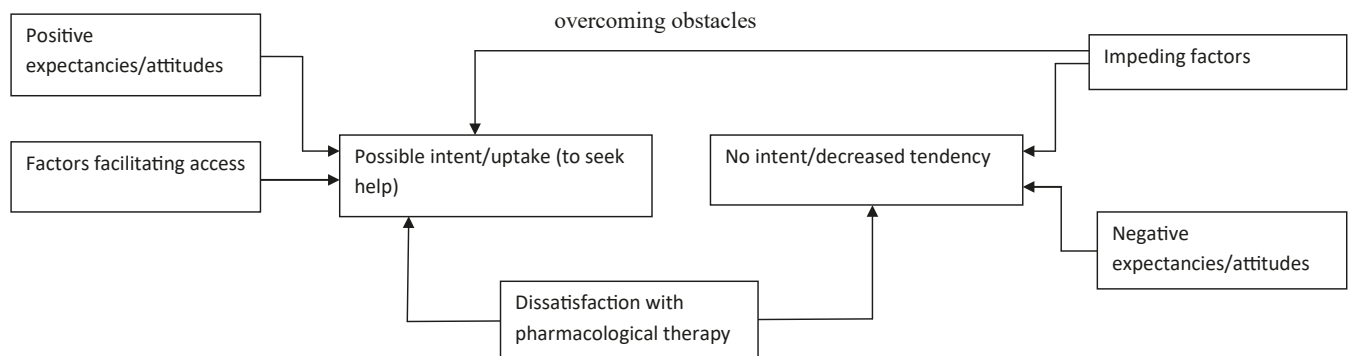 overcoming obstacles
Positive
expectancies/attitudes
Impeding factors
Factors facilitating access
Possible intent/uptake (to seek
help)
No intent/decreased tendency
Negative
expectancies/attitudes
Dissatisfaction with
pharmacological therapy